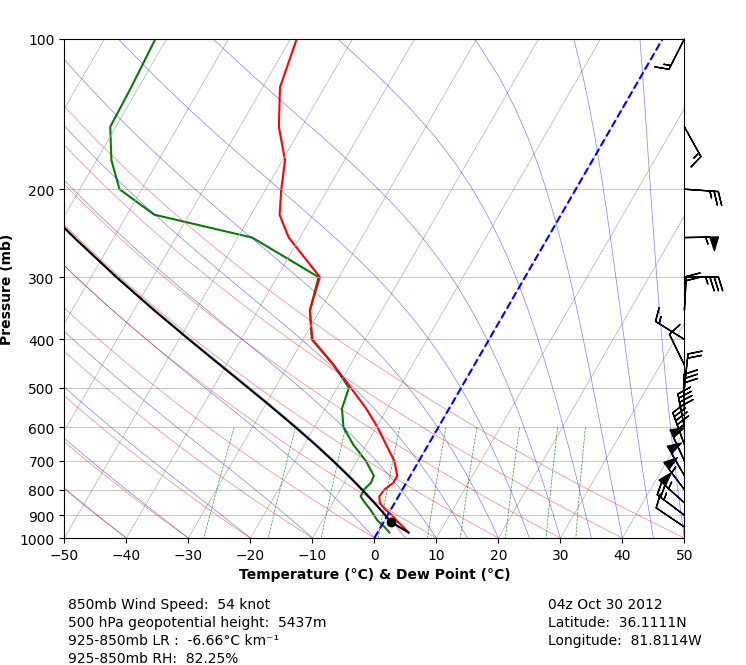 100
200
300
400
500
600
700
800
900
1000
Pressure (mb)
−50 −40 −30 −20 −10 0 10 20 30 40 50
Temperature (°C) & Dew Point (°C)
850mb Wind Speed: 54 knot
500 hPa geopotential height: 5437m
925-850mb LR : -6.66°C km⁻¹
925-850mb RH: 82.25%
04z Oct 30 2012
Latitude: 36.1111N
Longitude: 81.8114W